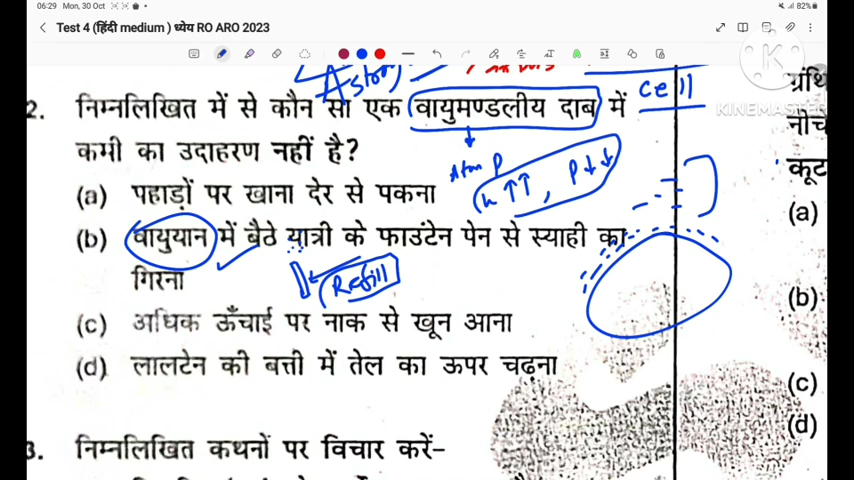 06:29 Mon, 30 Oct
82%
Test 4 (हिंदी medium ) ध्येय RO ARO 2023
KINEMASTER
Cell
2. निम्नलिखित में से कौन सा एक वायुमण्डलीय दाब में
कमी का उदाहरण नहीं है?
Atm P
h ↑↑, P↓↓
(a) पहाड़ों पर खाना देर से पकना
(b) वायुयान में बैठे यात्री के फाउंटेन पेन से स्याही का
गिरना
Refill
(c) अधिक ऊँचाई पर नाक से खून आना
(d) लालटेन की बत्ती में तेल का ऊपर चढ़ना
3. निम्नलिखित कथनों पर विचार करें-
ग्रंथि
नीचे
कूट
(a)
(b)
(c)
(d)